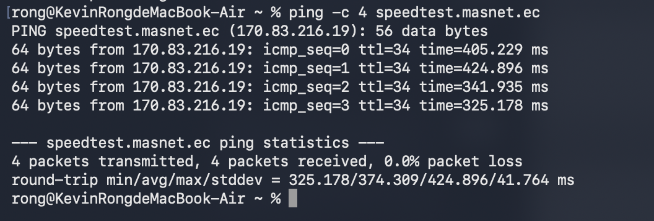 [rong@KevinRongdeMacBook-Air ~ % ping -c 4 speedtest.masnet.ec
PING speedtest.masnet.ec (170.83.216.19): 56 data bytes
64 bytes from 170.83.216.19: icmp_seq=0 ttl=34 time=405.229 ms
64 bytes from 170.83.216.19: icmp_seq=1 ttl=34 time=424.896 ms
64 bytes from 170.83.216.19: icmp_seq=2 ttl=34 time=341.935 ms
64 bytes from 170.83.216.19: icmp_seq=3 ttl=34 time=325.178 ms
--- speedtest.masnet.ec ping statistics ---
4 packets transmitted, 4 packets received, 0.0% packet loss
round-trip min/avg/max/stddev = 325.178/374.309/424.896/41.764 ms
rong@KevinRongdeMacBook-Air ~ %